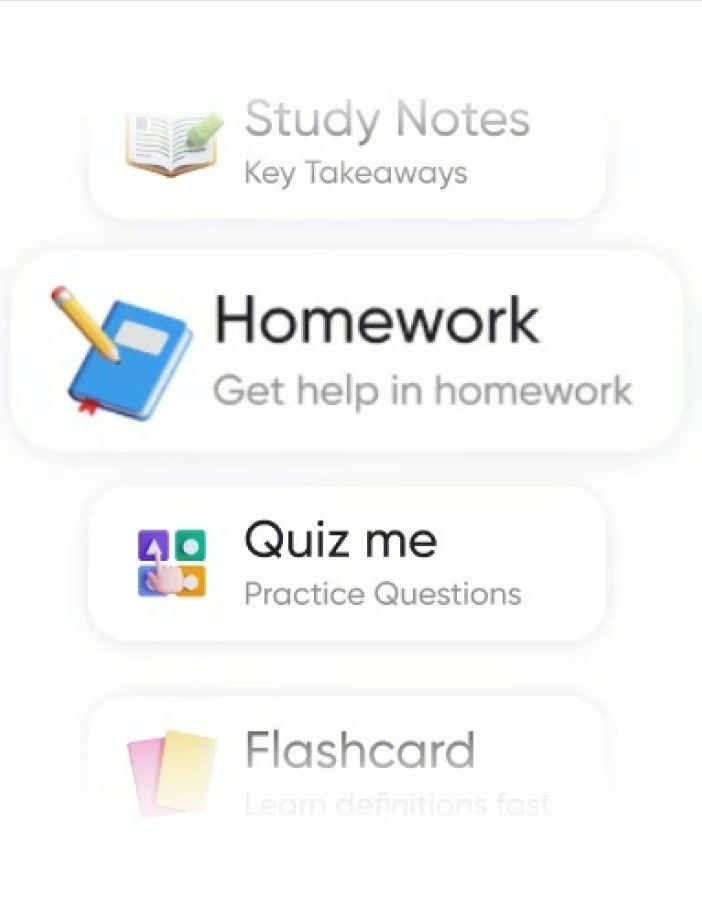 Study Notes
Key Takeaways
Homework
Get help in homework
Quiz me
Practice Questions
Flashcard
Learn definitions fast